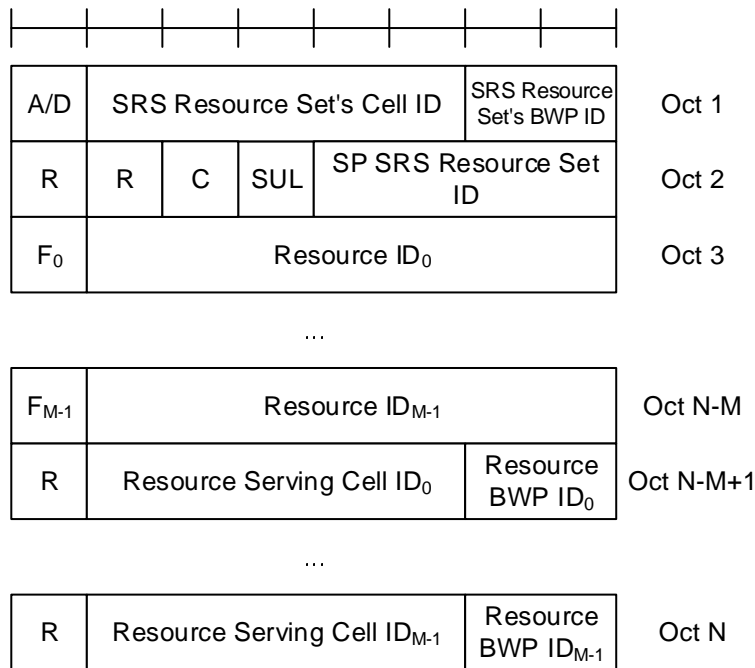 A/D SRS Resource Set's Cell ID SRS Resource Set's BWP ID Oct 1
R R C SUL SP SRS Resource Set ID Oct 2
F0 Resource ID0 Oct 3
...
FM-1 Resource IDM-1 Oct N-M
R Resource Serving Cell ID0 Resource BWP ID0 Oct N-M+1
...
R Resource Serving Cell IDM-1 Resource BWP IDM-1 Oct N